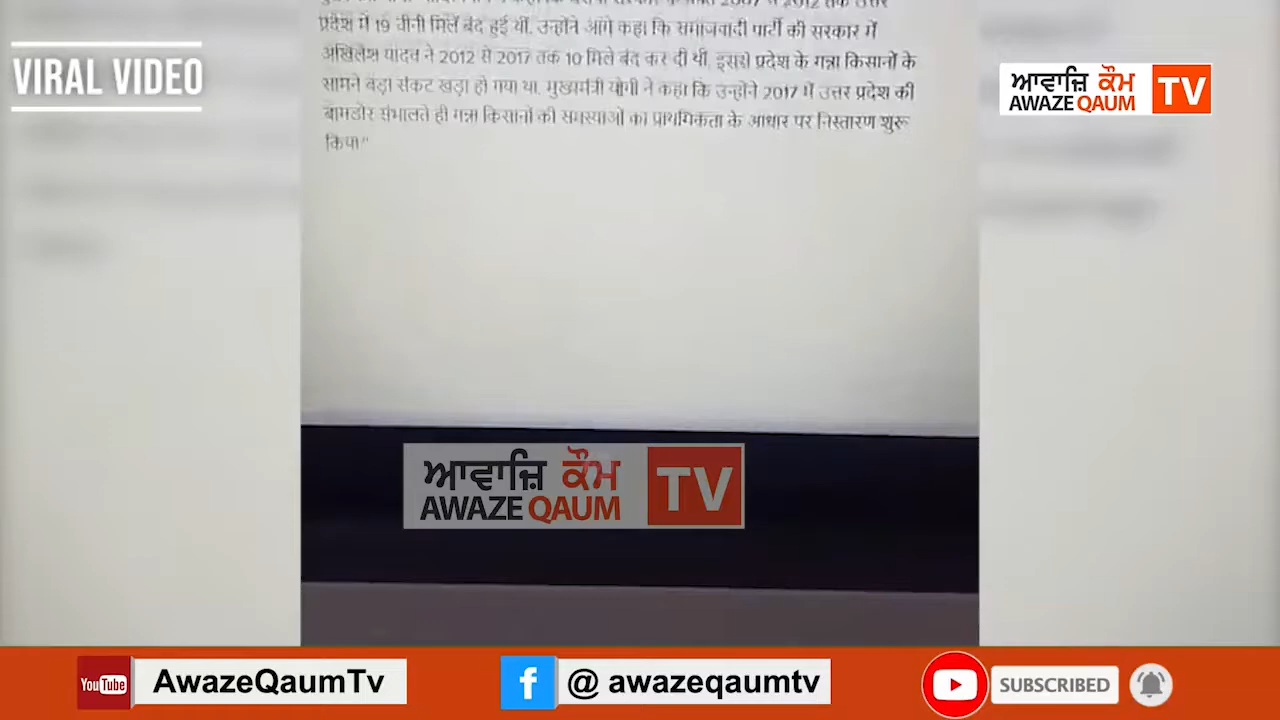 प्रदेश में 19 चीनी मिलें बंद हुई थीं. उन्होंने आगे कहा कि समाजवादी पार्टी की सरकार में
अखिलेश यादव ने 2012 से 2017 तक 10 मिलें बंद कर दी थीं. इससे प्रदेश के गन्ना किसानों के
सामने बड़ा संकट खड़ा हो गया था. मुख्यमंत्री योगी ने कहा कि उन्होंने 2017 में उत्तर प्रदेश की
बागडोर संभालते ही गन्ना किसानों की समस्याओं का प्राथमिकता के आधार पर निस्तारण शुरू
किया"
VIRAL VIDEO
ਆਵਾਜ਼ਿ ਕੌਮ
AWAZE QAUM TV
ਆਵਾਜ਼ਿ ਕੌਮ
AWAZE QAUM TV
YouTube AwazeQaumTv
f @ awazeqaumtv
SUBSCRIBED